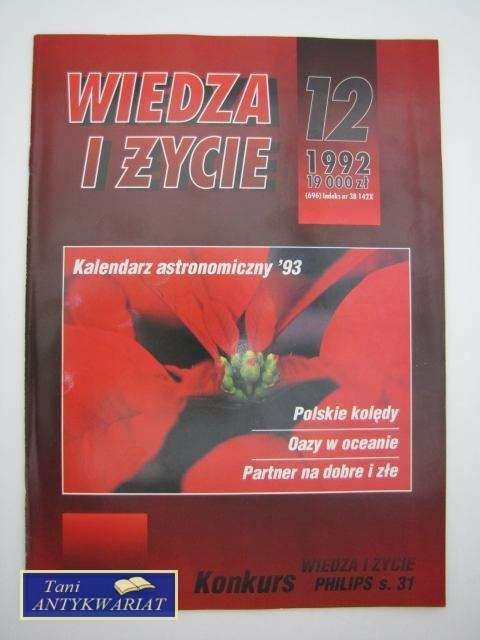 WIEDZA
I ŻYCIE
12
1992
19 000 zł
(696) Indeks nr 38 142X
Kalendarz astronomiczny '93
Polskie kolędy
Oazy w oceanie
Partner na dobre i złe
Konkurs
WIEDZA I ŻYCIE
PHILIPS s. 31
Tani
ANTYKWARIAT